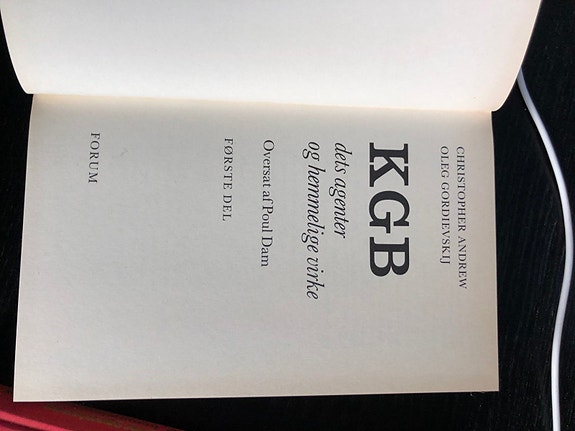 CHRISTOPHER ANDREW
OLEG GORDIEVSKIJ
KGB
dets agenter
og hemmelige virke
Oversat af Poul Dam
FØRSTE DEL
FORUM